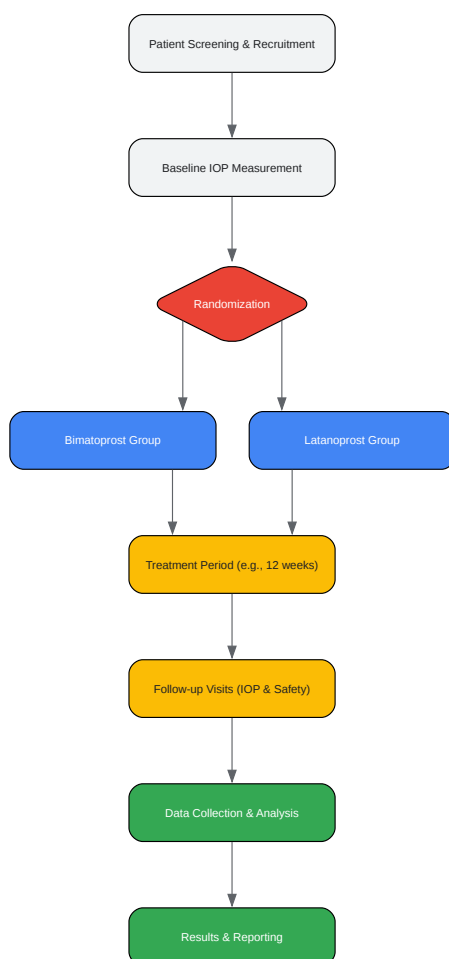 Patient Screening & Recruitment
Baseline IOP Measurement
Randomization
Bimatoprost Group
Latanoprost Group
Treatment Period (e.g., 12 weeks)
Follow-up Visits (IOP & Safety)
Data Collection & Analysis
Results & Reporting